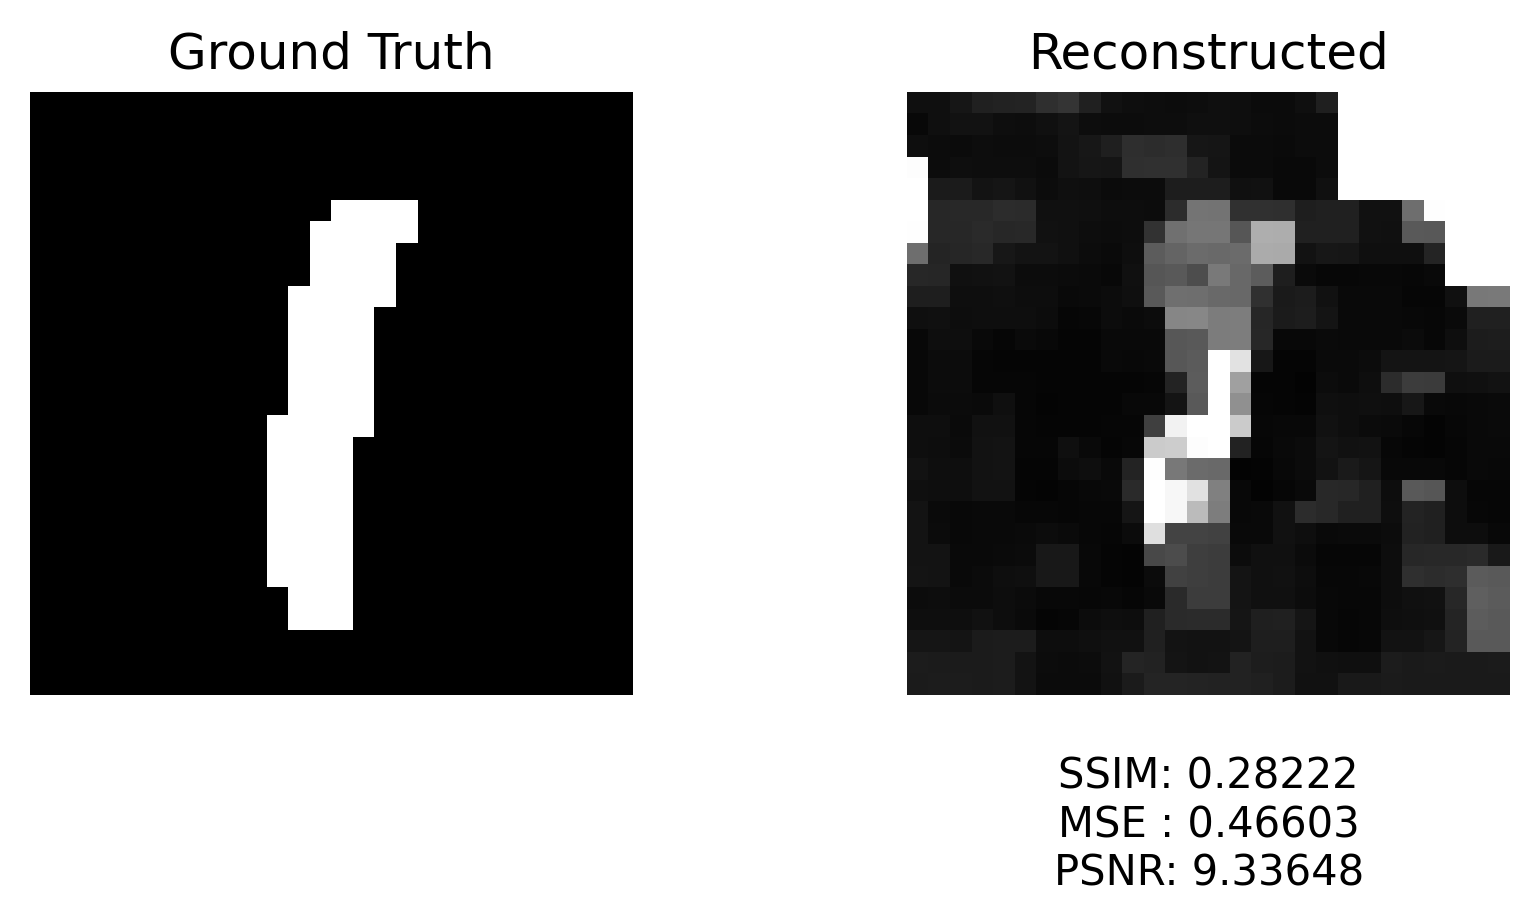 Ground Truth
Reconstructed
SSIM: 0.28222
MSE : 0.46603
PSNR: 9.33648